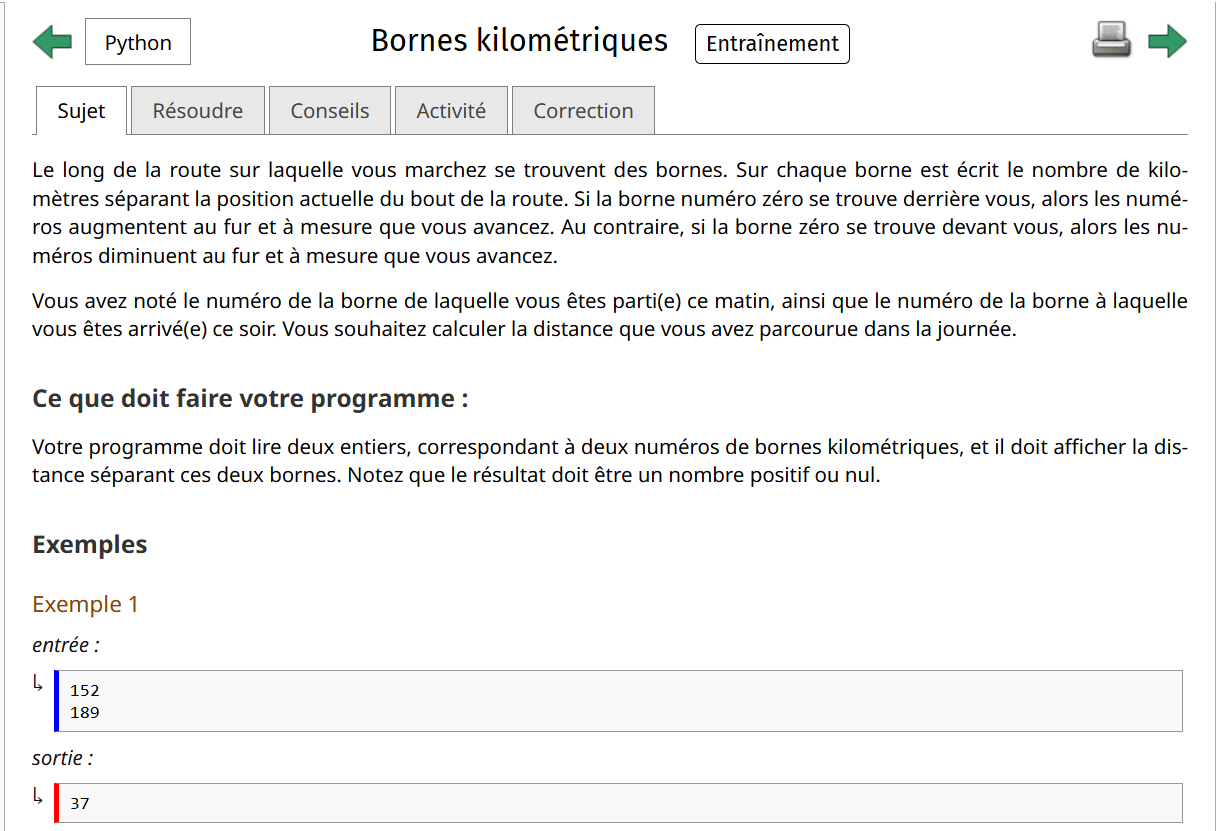 Python
Bornes kilométriques
Entraînement
Sujet
Résoudre
Conseils
Activité
Correction
Le long de la route sur laquelle vous marchez se trouvent des bornes. Sur chaque borne est écrit le nombre de kilo-
mètres séparant la position actuelle du bout de la route. Si la borne numéro zéro se trouve derrière vous, alors les numé-
ros augmentent au fur et à mesure que vous avancez. Au contraire, si la borne zéro se trouve devant vous, alors les nu-
méros diminuent au fur et à mesure que vous avancez.
Vous avez noté le numéro de la borne de laquelle vous êtes parti(e) ce matin, ainsi que le numéro de la borne à laquelle
vous êtes arrivé(e) ce soir. Vous souhaitez calculer la distance que vous avez parcourue dans la journée.
Ce que doit faire votre programme :
Votre programme doit lire deux entiers, correspondant à deux numéros de bornes kilométriques, et il doit afficher la dis-
tance séparant ces deux bornes. Notez que le résultat doit être un nombre positif ou nul.
Exemples
Exemple 1
entrée :
152
189
sortie :
37